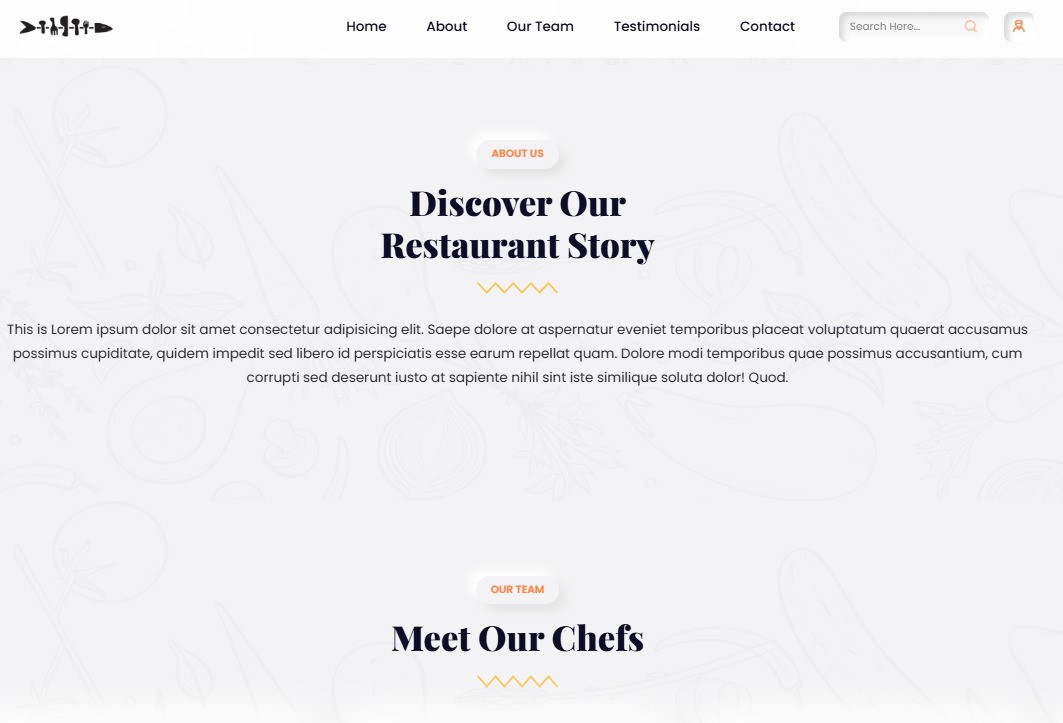 Home About Our Team Testimonials Contact Search Here...
ABOUT US
Discover Our
Restaurant Story
This is Lorem ipsum dolor sit amet consectetur adipisicing elit. Saepe dolore at aspernatur eveniet temporibus placeat voluptatum quaerat accusamus
possimus cupiditate, quidem impedit sed libero id perspiciatis esse earum repellat quam. Dolore modi temporibus quae possimus accusantium, cum
corrupti sed deserunt iusto at sapiente nihil sint iste similique soluta dolor! Quod.
OUR TEAM
Meet Our Chefs